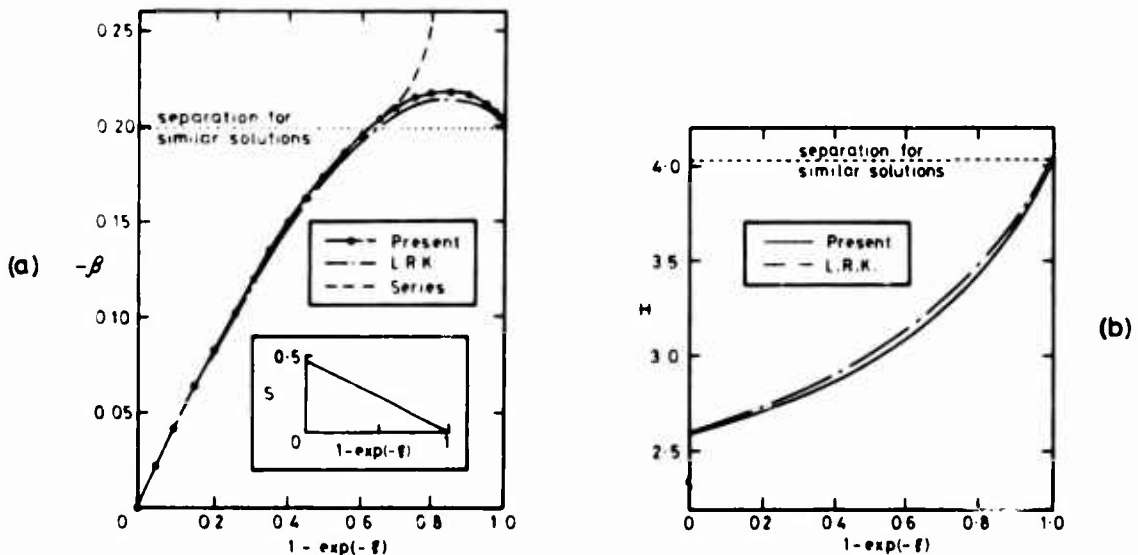 (a)
-β
0.25
0.20
0.15
0.10
0.05
0
separation for
similar solutions
Present
L R K
Series
0.5
S
0
1-exp(-ξ)
1
0 0.2 0.4 0.6 0.8 1.0
1 - exp(-ξ)
4.0
3.5
3.0
2.5
H
separation for
similar solutions
Present
L.R.K.
0 0.2 0.4 0.6 0.8 1.0
1-exp(-ξ)
(b)